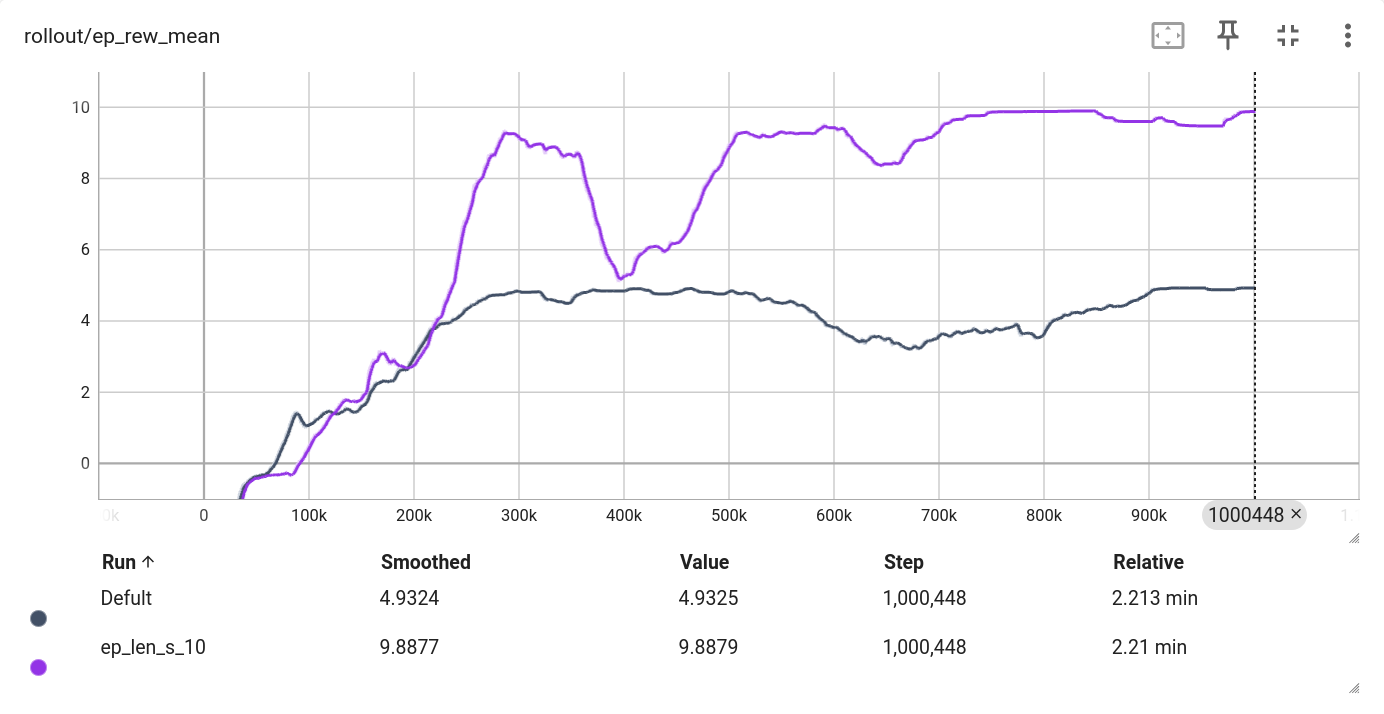 rollout/ep_rew_mean
10
8
6
4
2
0
0k 0 100k 200k 300k 400k 500k 600k 700k 800k 900k 1000448 × 1
Run ↑ Smoothed Value Step Relative
Defult 4.9324 4.9325 1,000,448 2.213 min
ep_len_s_10 9.8877 9.8879 1,000,448 2.21 min